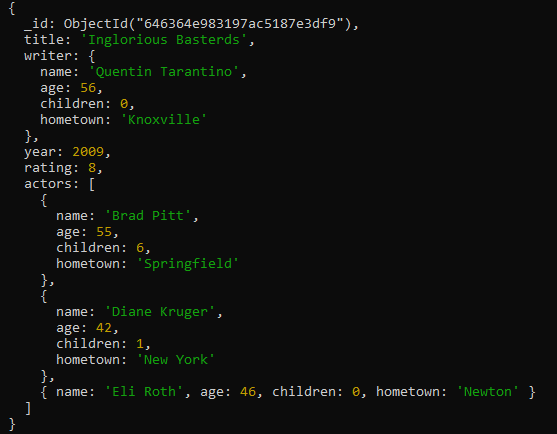 {
  _id: ObjectId("646364e983197ac5187e3df9"),
  title: 'Inglorious Basterds',
  writer: {
    name: 'Quentin Tarantino',
    age: 56,
    children: 0,
    hometown: 'Knoxville'
  },
  year: 2009,
  rating: 8,
  actors: [
    {
      name: 'Brad Pitt',
      age: 55,
      children: 6,
      hometown: 'Springfield'
    },
    {
      name: 'Diane Kruger',
      age: 42,
      children: 1,
      hometown: 'New York'
    },
    { name: 'Eli Roth', age: 46, children: 0, hometown: 'Newton' }
  ]
}